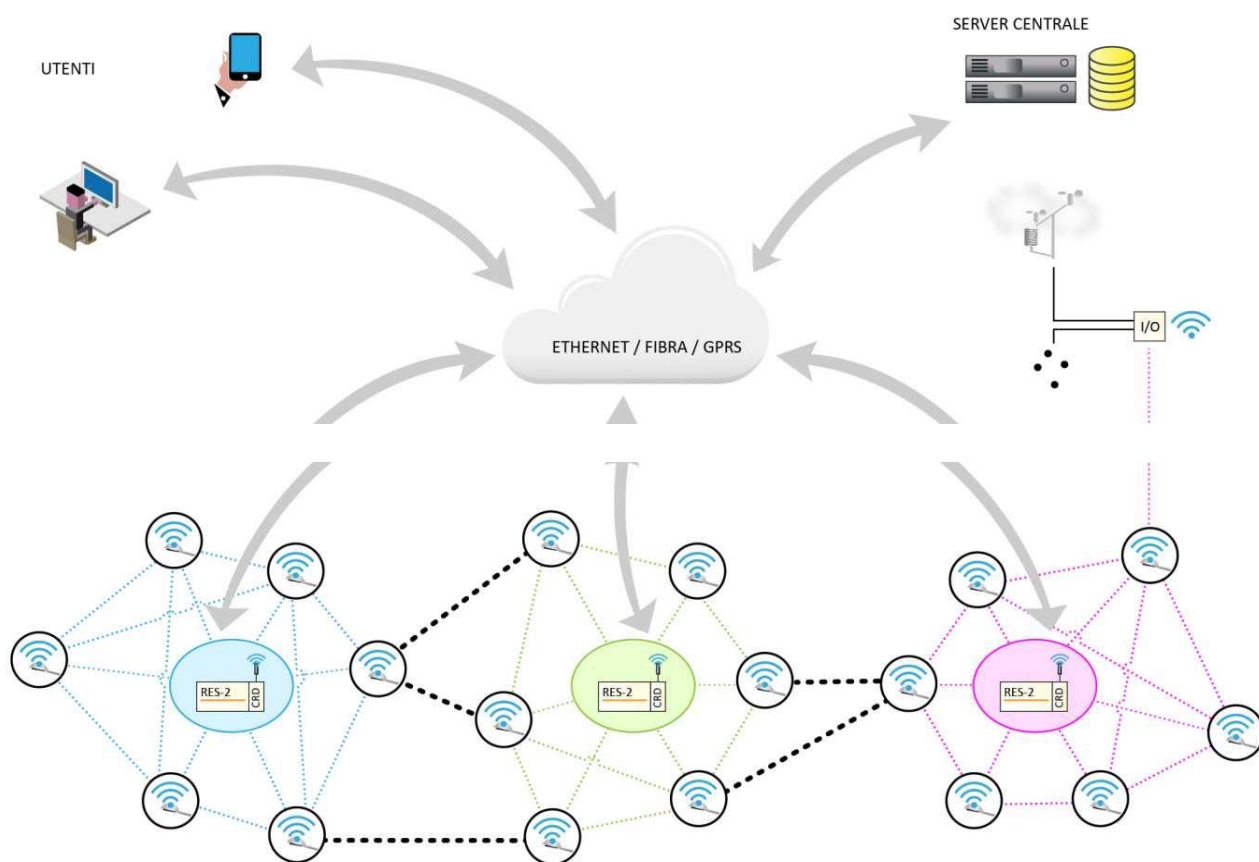 SERVER CENTRALE
UTENTI
I/O
ETHERNET / FIBRA / GPRS
RES-2
CRD
RES-2
CRD
RES-2
CRD